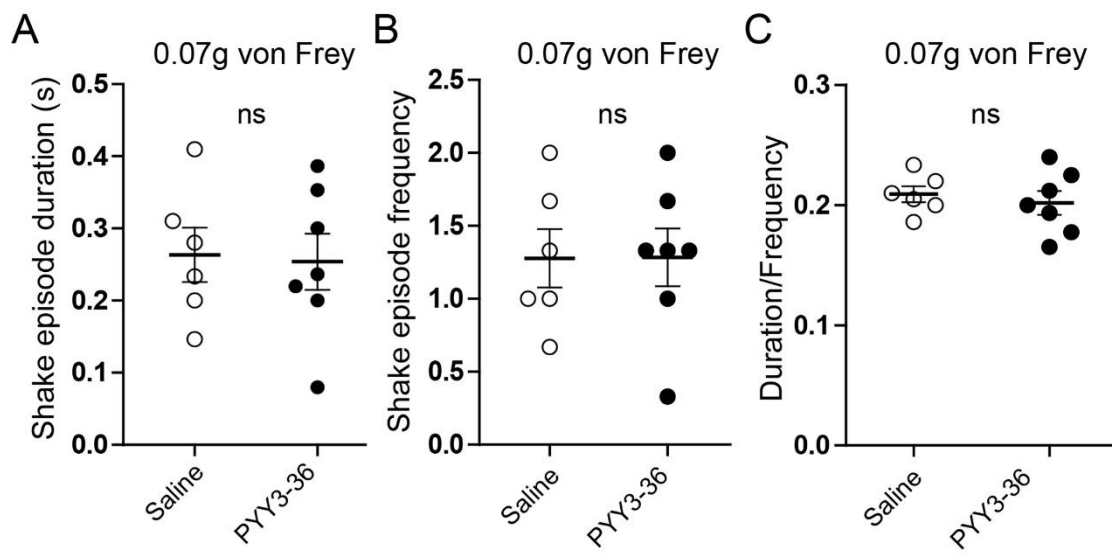 A
0.07g von Frey
ns
Shake episode duration (s)
0.5
0.4
0.3
0.2
0.1
0.0
Saline
PYY3-36
B
0.07g von Frey
ns
Shake episode frequency
2.5
2.0
1.5
1.0
0.5
0.0
Saline
PYY3-36
C
0.07g von Frey
ns
Duration/Frequency
0.3
0.2
0.1
0.0
Saline
PYY3-36